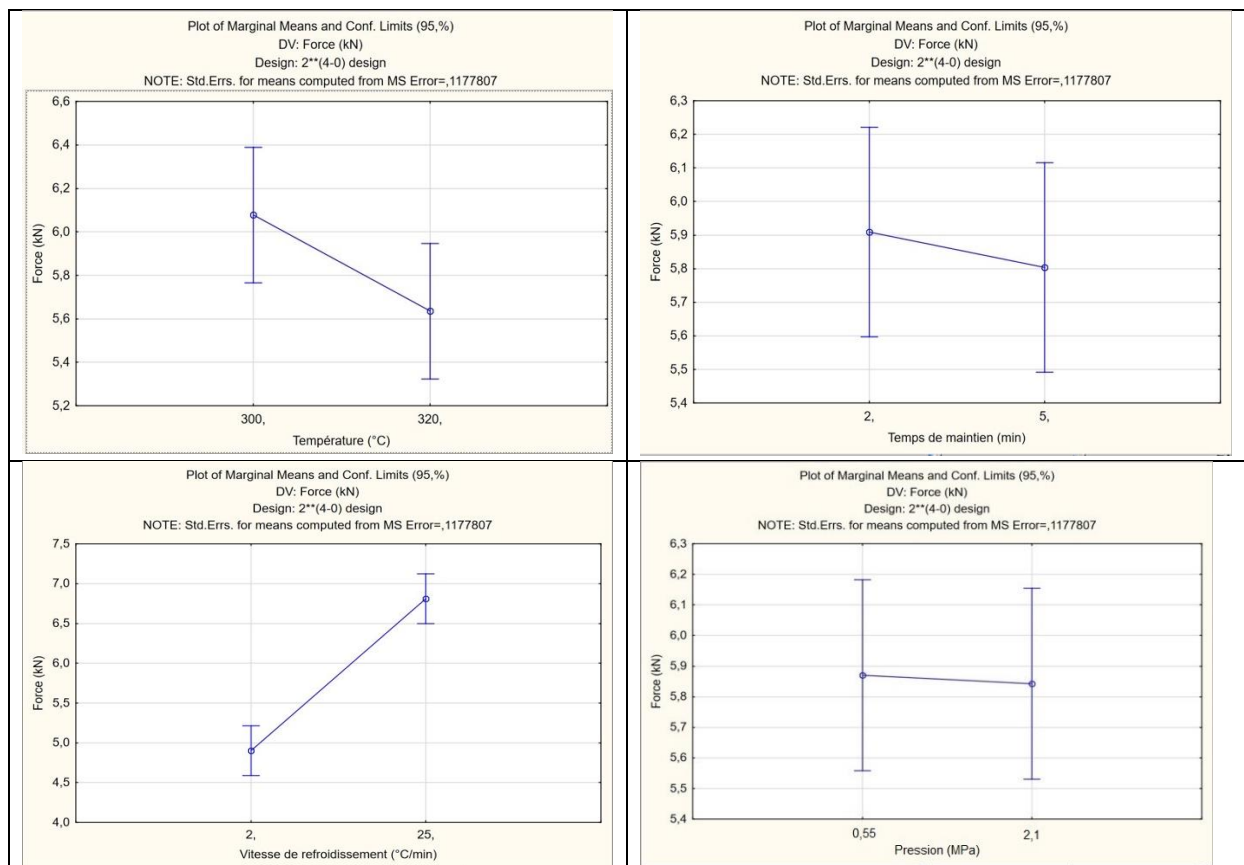 Plot of Marginal Means and Conf. Limits (95,%)
DV: Force (kN)
Design: 2**(4-0) design
NOTE: Std.Errs. for means computed from MS Error=,1177807
6,6
6,4
6,2
6,0
5,8
5,6
5,4
5,2
Force (kN)
300, 320,
Température (°C)
Plot of Marginal Means and Conf. Limits (95,%)
DV: Force (kN)
Design: 2**(4-0) design
NOTE: Std.Errs. for means computed from MS Error=,1177807
6,3
6,2
6,1
6,0
5,9
5,8
5,7
5,6
5,5
5,4
Force (kN)
2, 5,
Temps de maintien (min)
Plot of Marginal Means and Conf. Limits (95,%)
DV: Force (kN)
Design: 2**(4-0) design
NOTE: Std.Errs. for means computed from MS Error=,1177807
7,5
7,0
6,5
6,0
5,5
5,0
4,5
4,0
Force (kN)
2, 25,
Vitesse de refroidissement (°C/min)
Plot of Marginal Means and Conf. Limits (95,%)
DV: Force (kN)
Design: 2**(4-0) design
NOTE: Std.Errs. for means computed from MS Error=,1177807
6,3
6,2
6,1
6,0
5,9
5,8
5,7
5,6
5,5
5,4
Force (kN)
0,55 2,1
Pression (MPa)